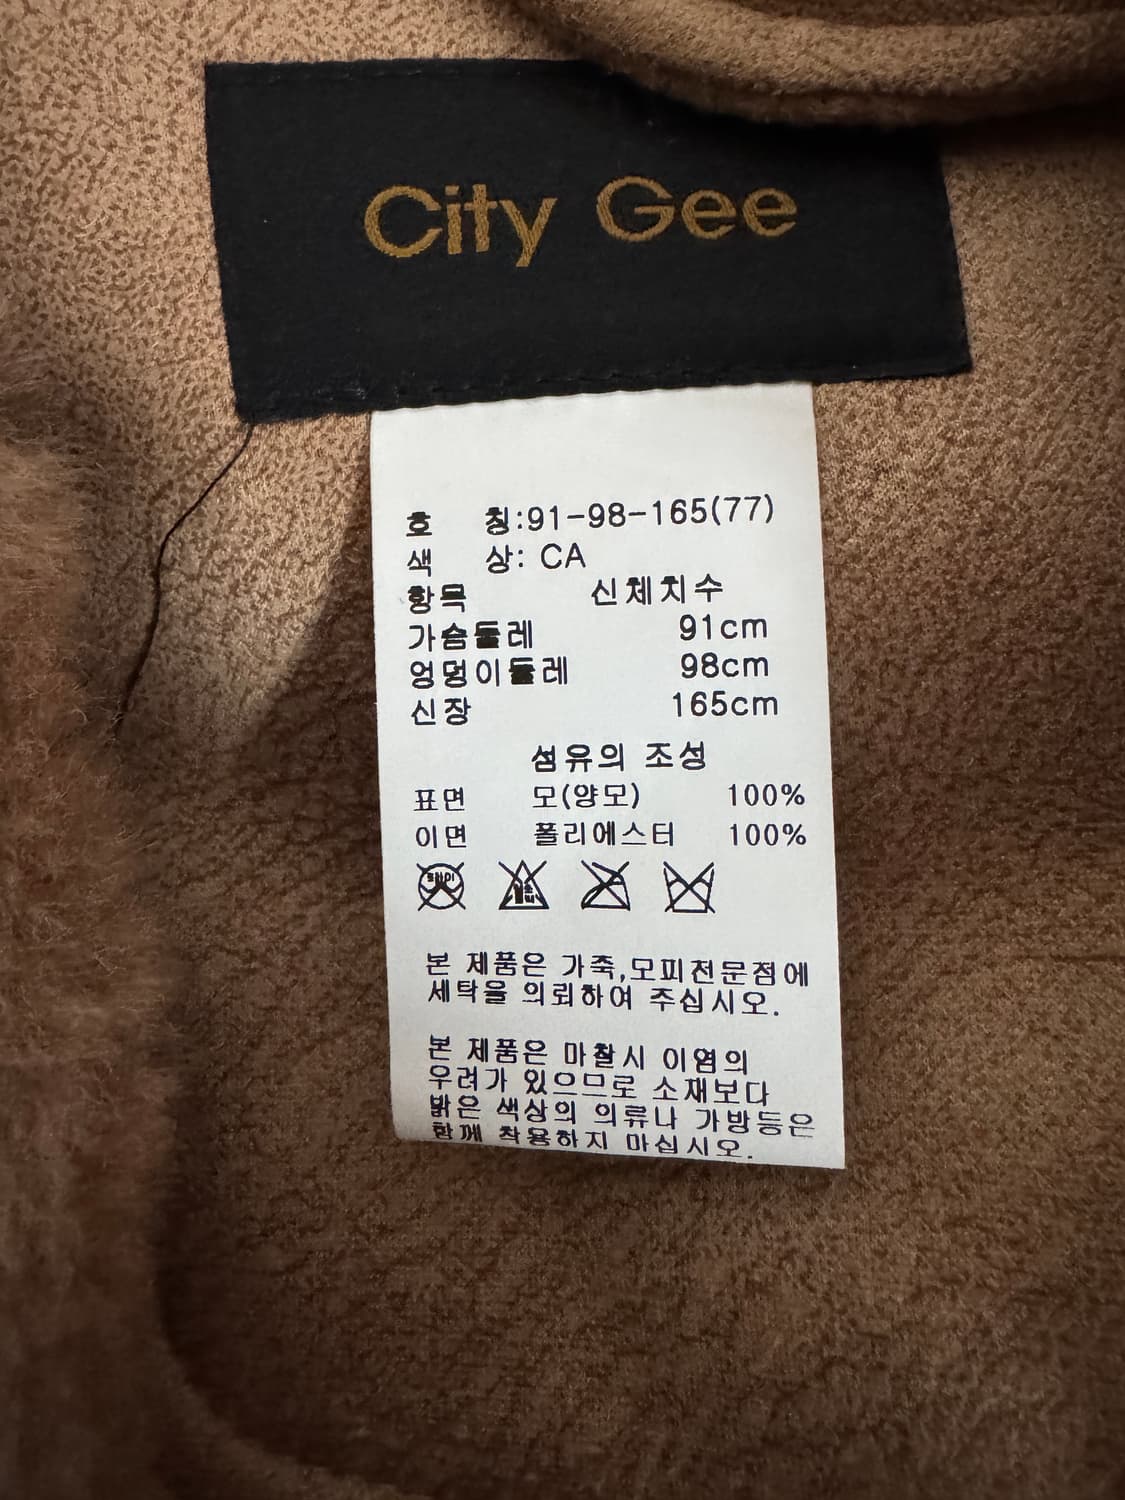 City Gee
호 칭:91-98-165(77)
색 상: CA
항목 신체치수
가슴둘레 91cm
엉덩이둘레 98cm
신장 165cm
섬유의 조성
표면 모(양모) 100%
이면 폴리에스터 100%
드라이
본 제품은 가죽,모피전문점에
세탁을 의뢰하여 주십시오.
본 제품은 마찰시 이염의
우려가 있으므로 소재보다
밝은 색상의 의류나 가방등은
함께 착용하지 마십시오.